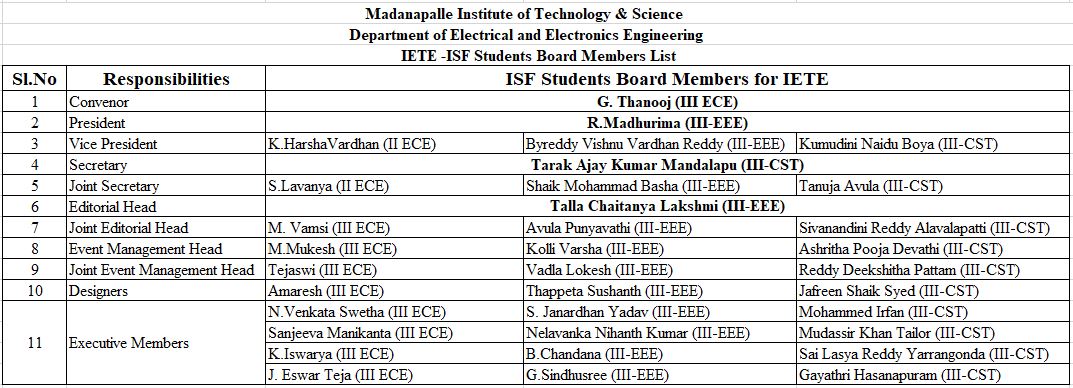 Madanapalle Institute of Technology & Science
Department of Electrical and Electronics Engineering
IETE -ISF Students Board Members List
Sl.No Responsibilities ISF Students Board Members for IETE
1 Convenor G. Thanooj (III ECE)
2 President R.Madhurima (III-EEE)
3 Vice President K.HarshaVardhan (II ECE) Byreddy Vishnu Vardhan Reddy (III-EEE) Kumudini Naidu Boya (III-CST)
4 Secretary Tarak Ajay Kumar Mandalapu (III-CST)
5 Joint Secretary S.Lavanya (II ECE) Shaik Mohammad Basha (III-EEE) Tanuja Avula (III-CST)
6 Editorial Head Talla Chaitanya Lakshmi (III-EEE)
7 Joint Editorial Head M. Vamsi (III ECE) Avula Punyavathi (III-EEE) Sivanandini Reddy Alavalapatti (III-CST)
8 Event Management Head M.Mukesh (III ECE) Kolli Varsha (III-EEE) Ashritha Pooja Devathi (III-CST)
9 Joint Event Management Head Tejaswi (III ECE) Vadla Lokesh (III-EEE) Reddy Deekshitha Pattam (III-CST)
10 Designers Amaresh (III ECE) Thappeta Sushanth (III-EEE) Jafreen Shaik Syed (III-CST)
11 Executive Members N.Venkata Swetha (III ECE) S. Janardhan Yadav (III-EEE) Mohammed Irfan (III-CST)
Sanjeeva Manikanta (III ECE) Nelavanka Nihanth Kumar (III-EEE) Mudassir Khan Tailor (III-CST)
K.Iswarya (III ECE) B.Chandana (III-EEE) Sai Lasya Reddy Yarrangonda (III-CST)
J. Eswar Teja (III ECE) G.Sindhusree (III-EEE) Gayathri Hasanapuram (III-CST)